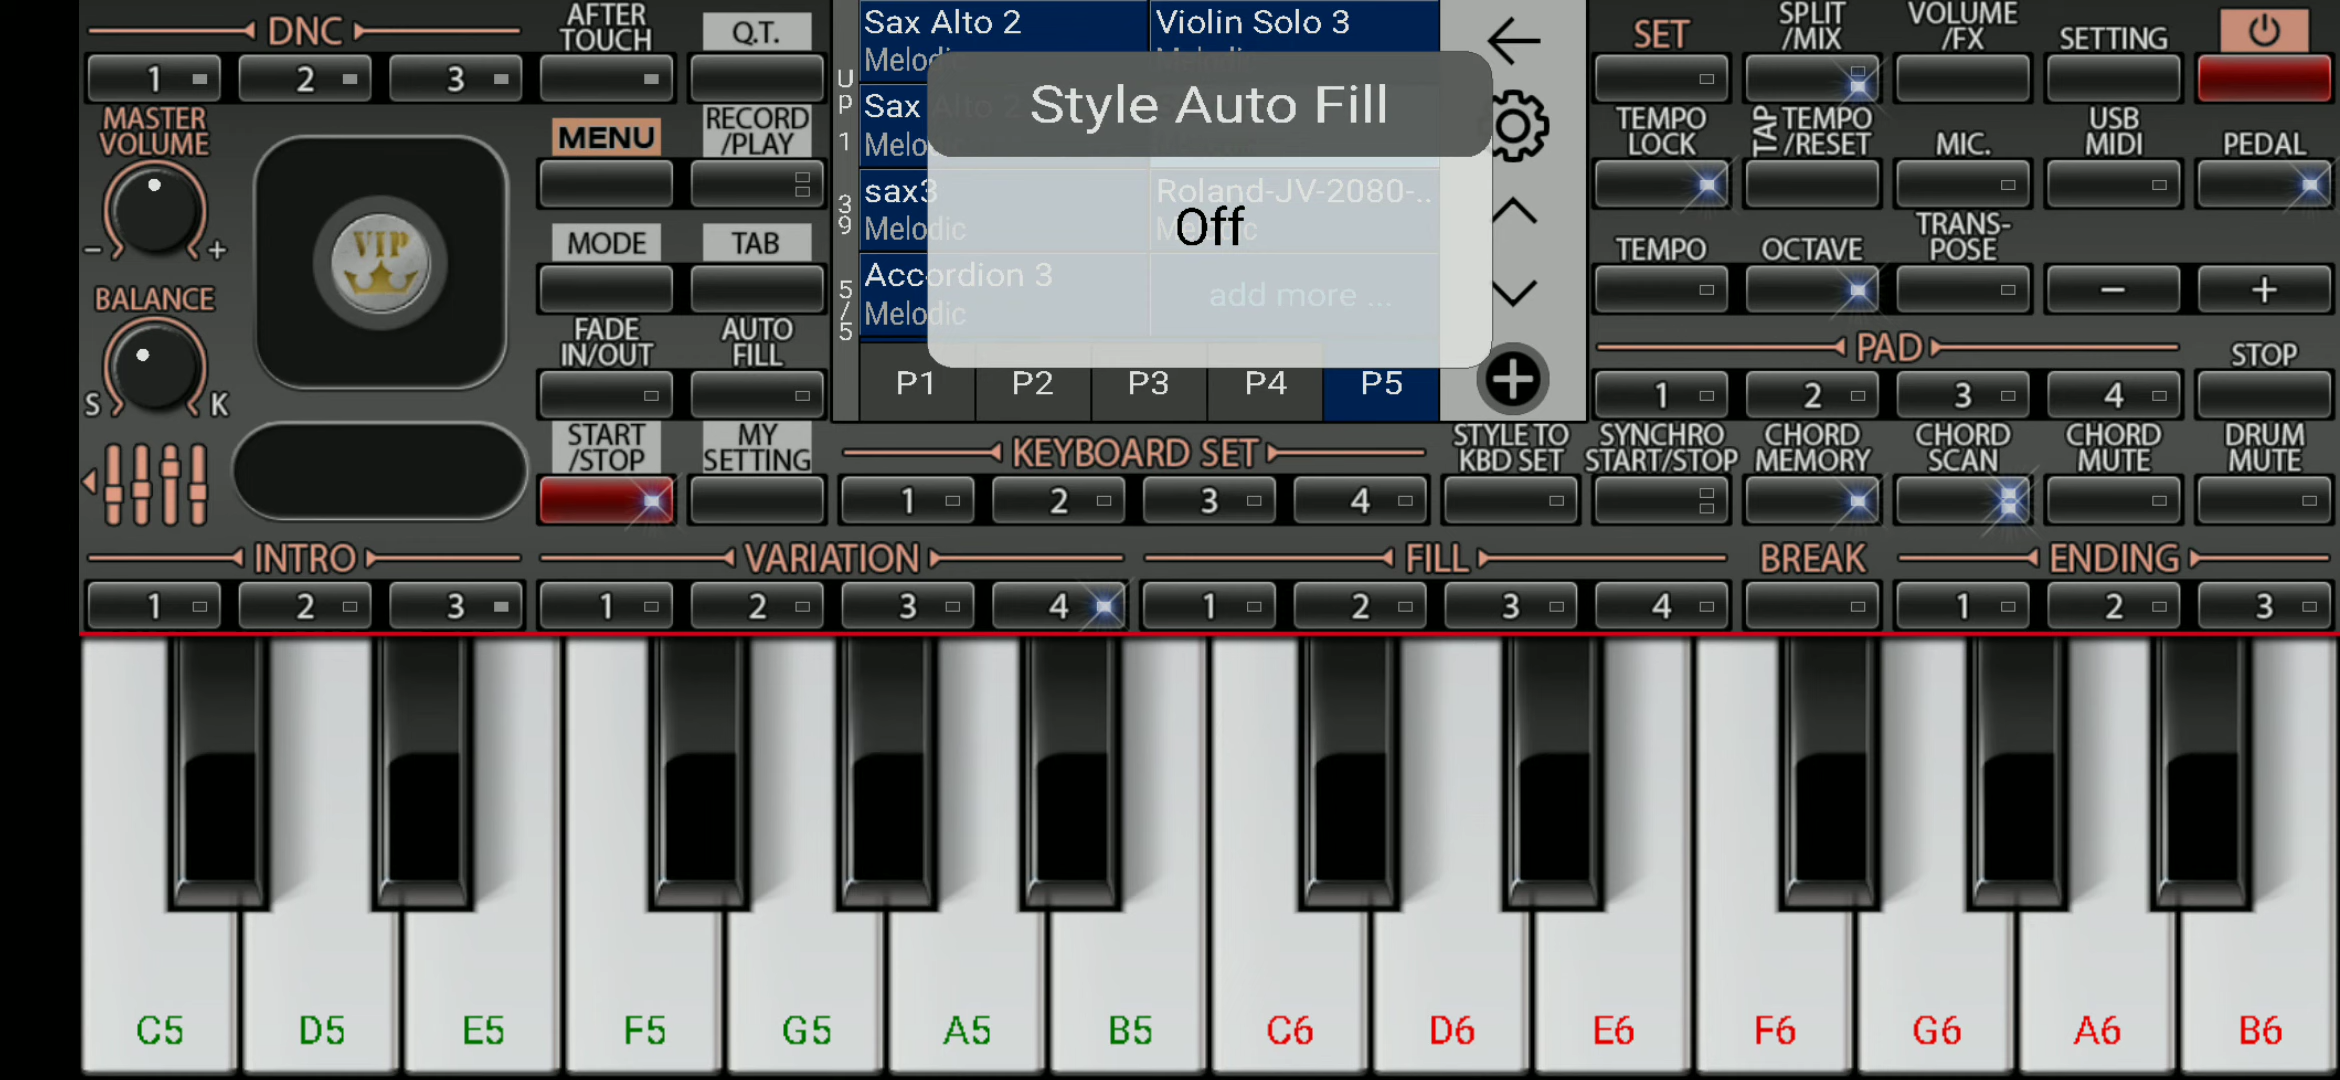 DNC
1 2 3
AFTER
TOUCH
Q.T.
MASTER
VOLUME
- +
BALANCE
S K
VIP
MENU
RECORD
/PLAY
MODE
TAB
FADE
IN/OUT
AUTO
FILL
START
/STOP
MY
SETTING
U
P
1
3
9
5
/
5
Sax Alto 2
Melodic
Violin Solo 3
Melodic
Sax Alto 2
sax3
Melodic
Roland-JV-2080-..
Accordion 3
Melodic
add more ...
Style Auto Fill
Off
P1 P2 P3 P4 P5
SET
SPLIT
/MIX
VOLUME
/FX
SETTING
TEMPO
LOCK
TAP
TEMPO
/RESET
MIC.
USB
MIDI
PEDAL
TEMPO
OCTAVE
TRANS-
POSE
- +
PAD
STOP
1 2 3 4
KEYBOARD SET
1 2 3 4
STYLE TO
KBD SET
SYNCHRO
START/STOP
CHORD
MEMORY
CHORD
SCAN
CHORD
MUTE
DRUM
MUTE
INTRO
1 2 3
VARIATION
1 2 3 4
FILL
1 2 3 4
BREAK
ENDING
1 2 3
C5 D5 E5 F5 G5 A5 B5 C6 D6 E6 F6 G6 A6 B6